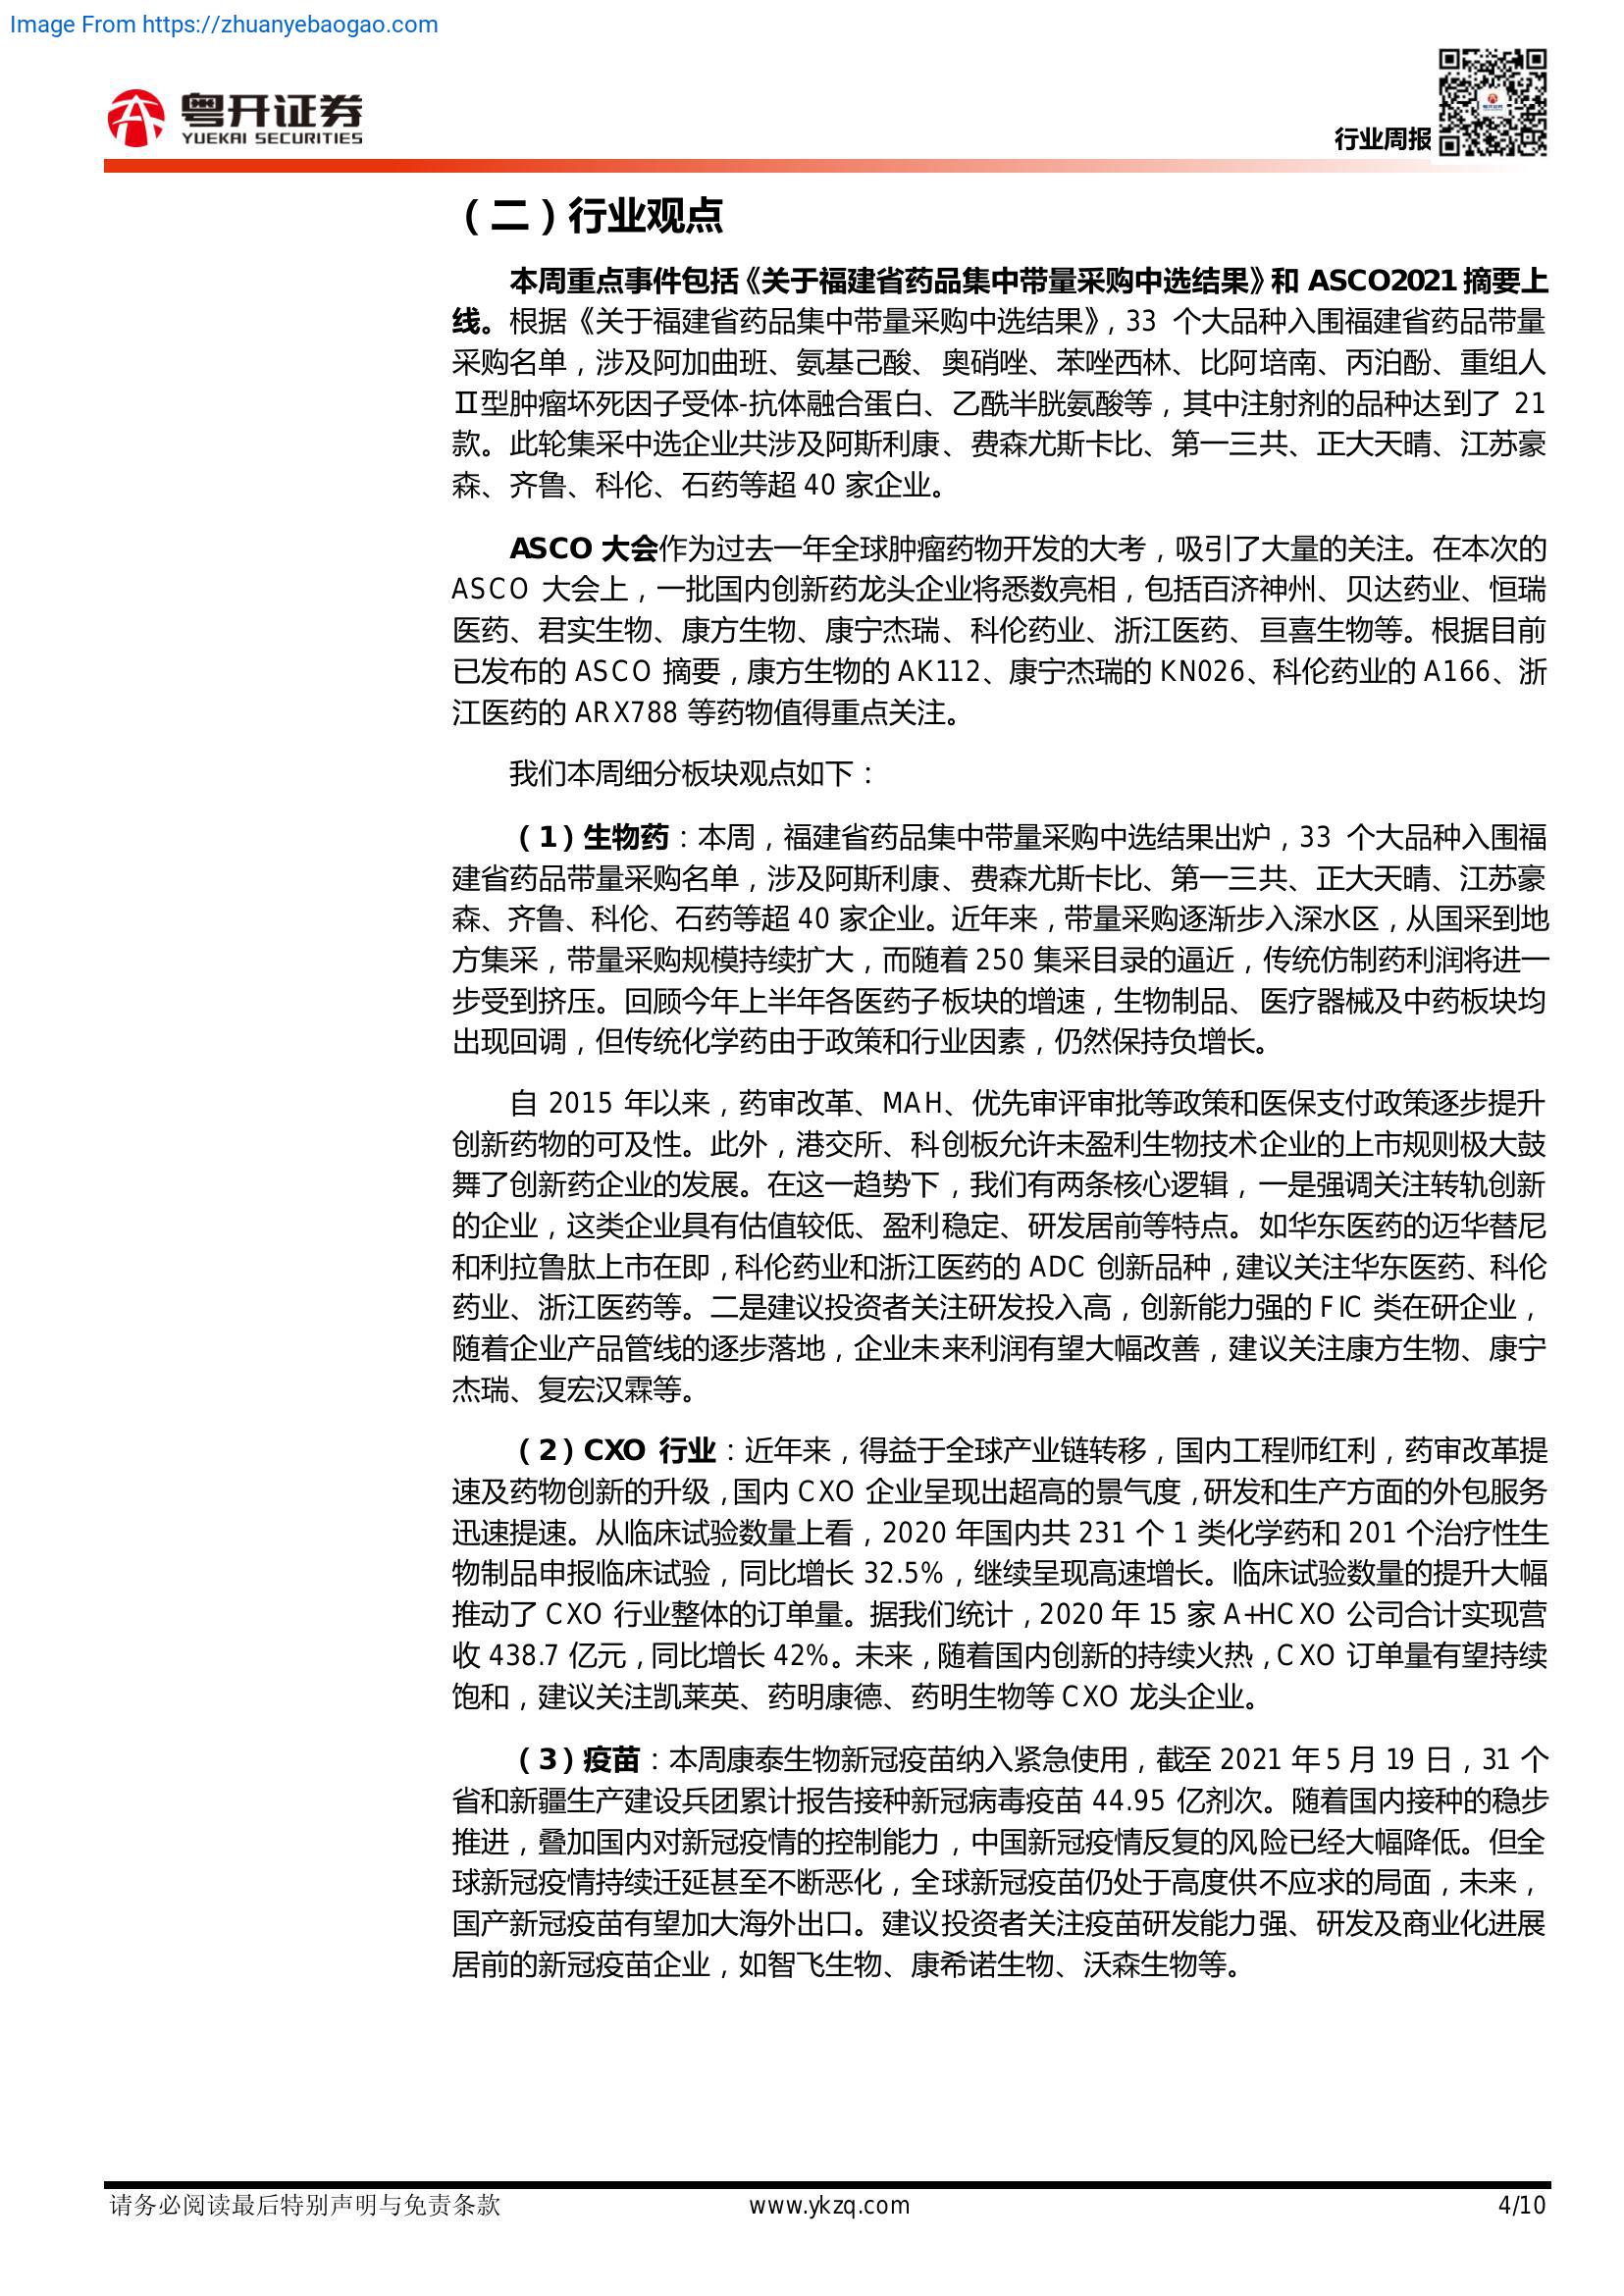 Image From https://zhuanyebaogao.com
粤开证券
YUEKAI SECURITIES
行业周报
（二）行业观点
本周重点事件包括《关于福建省药品集中带量采购中选结果》和 ASCO2021 摘要上
线。根据《关于福建省药品集中带量采购中选结果》，33 个大品种入围福建省药品带量
采购名单，涉及阿加曲班、氨基己酸、奥硝唑、苯唑西林、比阿培南、丙泊酚、重组人
Ⅱ型肿瘤坏死因子受体-抗体融合蛋白、乙酰半胱氨酸等，其中注射剂的品种达到了 21
款。此轮集采中选企业共涉及阿斯利康、费森尤斯卡比、第一三共、正大天晴、江苏豪
森、齐鲁、科伦、石药等超 40 家企业。
ASCO 大会作为过去一年全球肿瘤药物开发的大考，吸引了大量的关注。在本次的
ASCO 大会上，一批国内创新药龙头企业将悉数亮相，包括百济神州、贝达药业、恒瑞
医药、君实生物、康方生物、康宁杰瑞、科伦药业、浙江医药、亘喜生物等。根据目前
已发布的 ASCO 摘要，康方生物的 AK112、康宁杰瑞的 KN026、科伦药业的 A166、浙
江医药的 ARX788 等药物值得重点关注。
我们本周细分板块观点如下：
（1）生物药：本周，福建省药品集中带量采购中选结果出炉，33 个大品种入围福
建省药品带量采购名单，涉及阿斯利康、费森尤斯卡比、第一三共、正大天晴、江苏豪
森、齐鲁、科伦、石药等超 40 家企业。近年来，带量采购逐渐步入深水区，从国采到地
方集采，带量采购规模持续扩大，而随着 250 集采目录的逼近，传统仿制药利润将进一
步受到挤压。回顾今年上半年各医药子板块的增速，生物制品、医疗器械及中药板块均
出现回调，但传统化学药由于政策和行业因素，仍然保持负增长。
自 2015 年以来，药审改革、MAH、优先审评审批等政策和医保支付政策逐步提升
创新药物的可及性。此外，港交所、科创板允许未盈利生物技术企业的上市规则极大鼓
舞了创新药企业的发展。在这一趋势下，我们有两条核心逻辑，一是强调关注转轨创新
的企业，这类企业具有估值较低、盈利稳定、研发居前等特点。如华东医药的迈华替尼
和利拉鲁肽上市在即，科伦药业和浙江医药的 ADC 创新品种，建议关注华东医药、科伦
药业、浙江医药等。二是建议投资者关注研发投入高，创新能力强的 FIC 类在研企业，
随着企业产品管线的逐步落地，企业未来利润有望大幅改善，建议关注康方生物、康宁
杰瑞、复宏汉霖等。
（2）CXO 行业：近年来，得益于全球产业链转移，国内工程师红利，药审改革提
速及药物创新的升级，国内 CXO 企业呈现出超高的景气度，研发和生产方面的外包服务
迅速提速。从临床试验数量上看，2020 年国内共 231 个 1 类化学药和 201 个治疗性生
物制品申报临床试验，同比增长 32.5%，继续呈现高速增长。临床试验数量的提升大幅
推动了 CXO 行业整体的订单量。据我们统计，2020 年 15 家 A+HCXO 公司合计实现营
收 438.7 亿元，同比增长 42%。未来，随着国内创新的持续火热，CXO 订单量有望持续
饱和，建议关注凯莱英、药明康德、药明生物等 CXO 龙头企业。
（3）疫苗：本周康泰生物新冠疫苗纳入紧急使用，截至 2021 年 5 月 19 日，31 个
省和新疆生产建设兵团累计报告接种新冠病毒疫苗 44.95 亿剂次。随着国内接种的稳步
推进，叠加国内对新冠疫情的控制能力，中国新冠疫情反复的风险已经大幅降低。但全
球新冠疫情持续迁延甚至不断恶化，全球新冠疫苗仍处于高度供不应求的局面，未来，
国产新冠疫苗有望加大海外出口。建议投资者关注疫苗研发能力强、研发及商业化进展
居前的新冠疫苗企业，如智飞生物、康希诺生物、沃森生物等。
请务必阅读最后特别声明与免责条款
www.ykzq.com
4/10